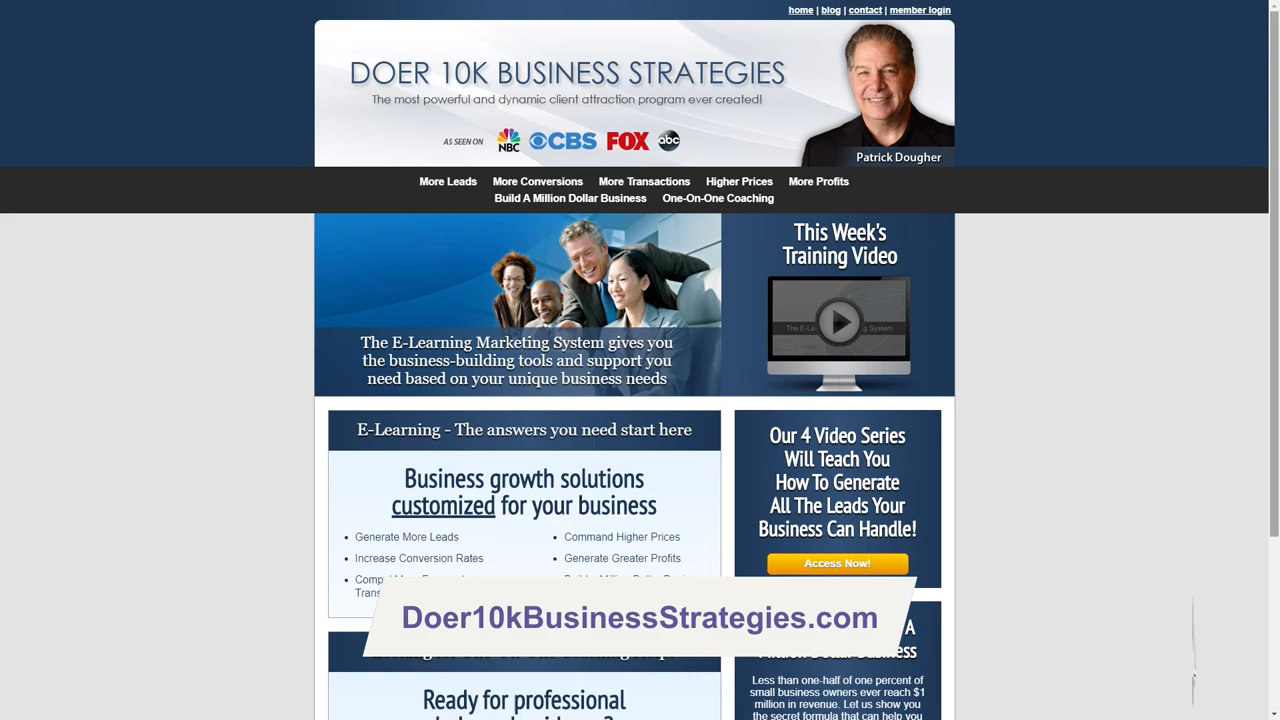 home | blog | contact | member login
DOER 10K BUSINESS STRATEGIES
The most powerful and dynamic client attraction program ever created!
AS SEEN ON NBC CBS FOX abc
Patrick Dougher
More Leads More Conversions More Transactions Higher Prices More Profits
Build A Million Dollar Business One-On-One Coaching
This Week's
Training Video
The E-Learning Marketing System gives you
the business-building tools and support you
need based on your unique business needs
E-Learning - The answers you need start here
Business growth solutions
customized for your business
Generate More Leads
Increase Conversion Rates
Command Higher Prices
Generate Greater Profits
Our 4 Video Series
Will Teach You
How To Generate
All The Leads Your
Business Can Handle!
Access Now!
Doer10kBusinessStrategies.com
A
Business
Less than one-half of one percent of
small business owners ever reach $1
million in revenue. Let us show you
the secret formula that can help you
Ready for professional